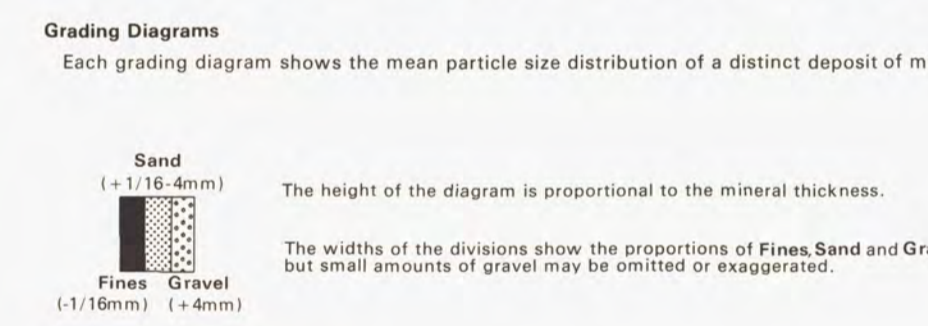 Grading Diagrams
Each grading diagram shows the mean particle size distribution of a distinct deposit of m
Sand
(+1/16-4mm)
The height of the diagram is proportional to the mineral thickness.
The widths of the divisions show the proportions of Fines, Sand and Gra
but small amounts of gravel may be omitted or exaggerated.
Fines Gravel
(-1/16mm) (+4mm)